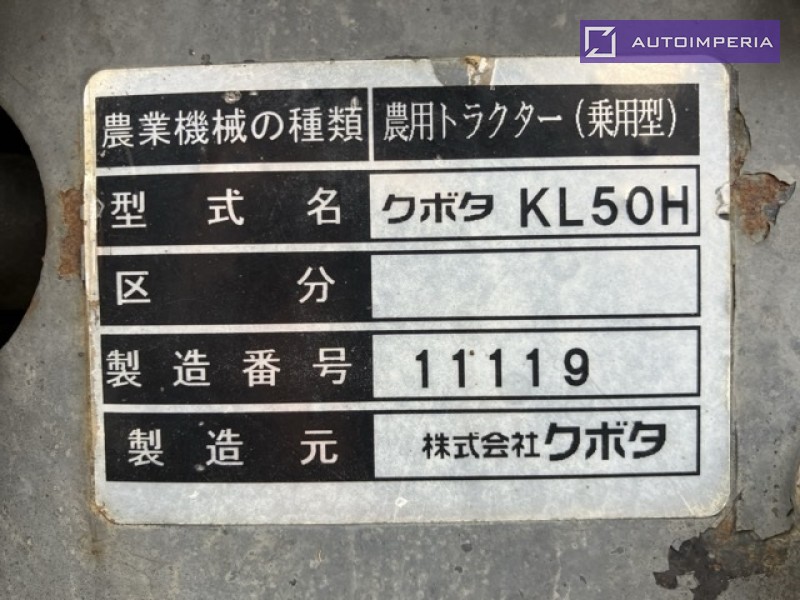 AUTOIMPERIA
農業機械の種類 農用トラクター(乗用型)
型式名 クボタ KL50H
区分
製造番号 11119
製造元 株式会社クボタ